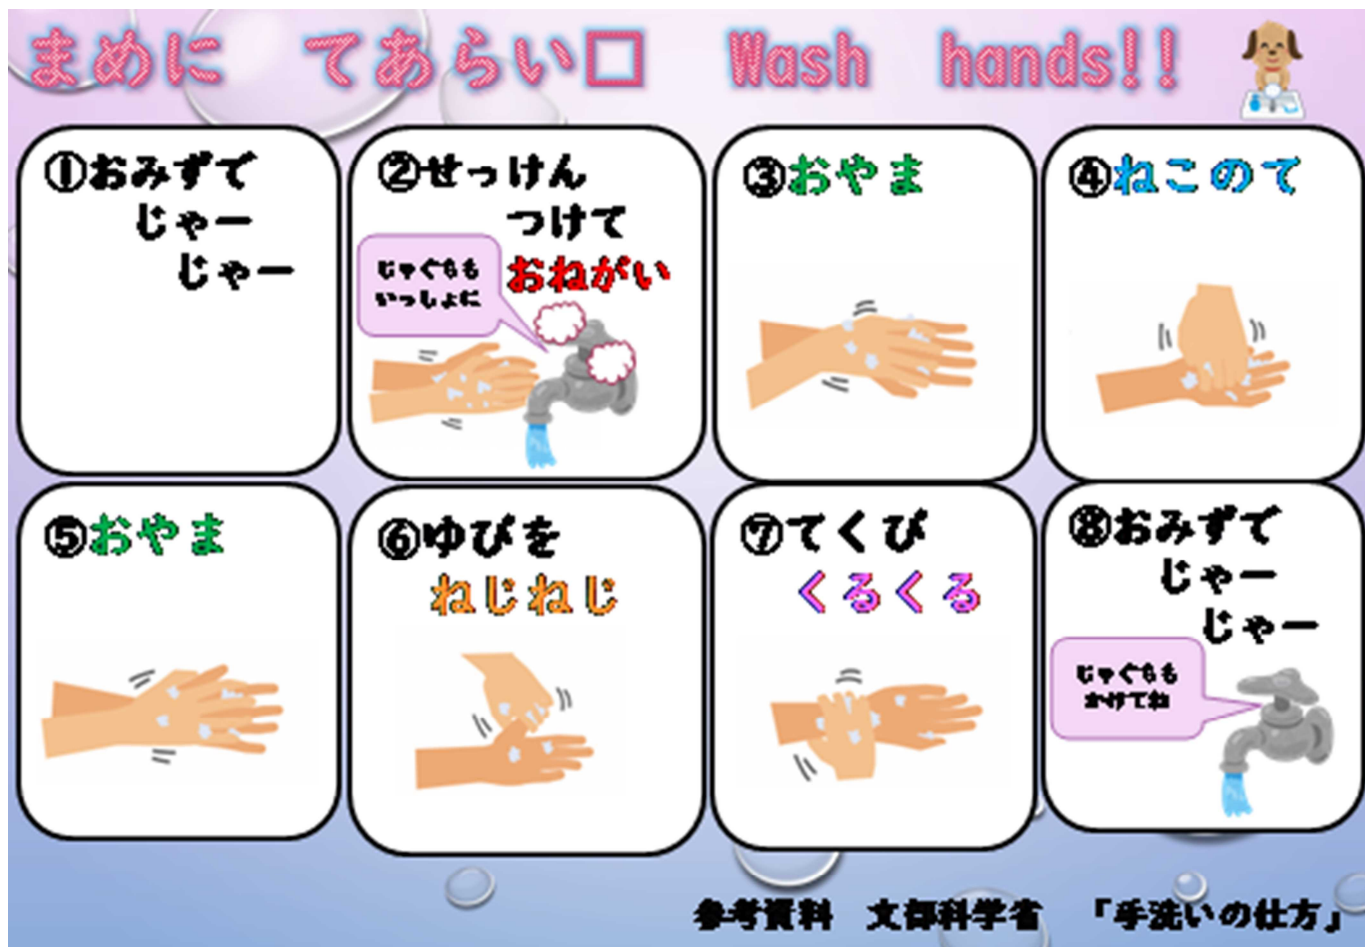 まめに　てあらい□　Wash　hands!!
①おみずで
じゃー
じゃー
②せっけん
つけて
おねがい
じゃぐちも
いっしょに
③おやま
④ねこのて
⑤おやま
⑥ゆびを
ねじねじ
⑦てくび
くるくる
⑧おみずで
じゃー
じゃー
じゃぐちも
かけてね
参考資料　文部科学省　「手洗いの仕方」